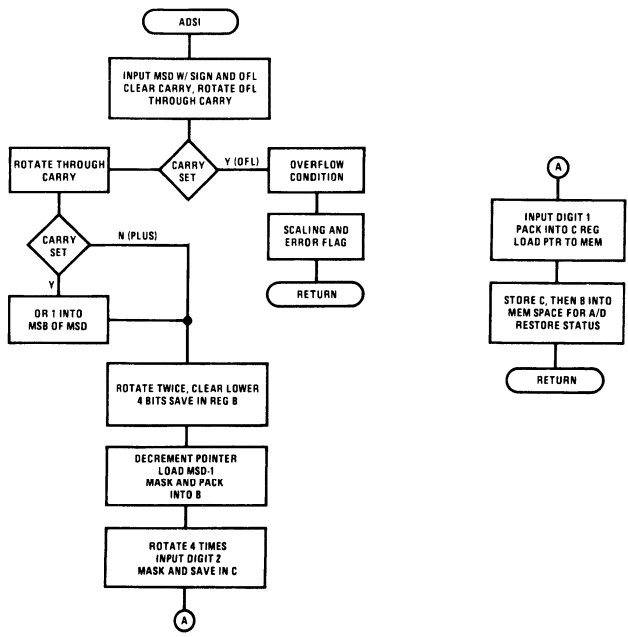 ADSI
INPUT MSD W/ SIGN AND OFL
CLEAR CARRY, ROTATE OFL
THROUGH CARRY
CARRY
SET
Y (OFL)
OVERFLOW
CONDITION
SCALING AND
ERROR FLAG
RETURN
ROTATE THROUGH
CARRY
CARRY
SET
N (PLUS)
Y
OR 1 INTO
MSB OF MSD
ROTATE TWICE, CLEAR LOWER
4 BITS SAVE IN REG B
DECREMENT POINTER
LOAD MSD-1
MASK AND PACK
INTO B
ROTATE 4 TIMES
INPUT DIGIT 2
MASK AND SAVE IN C
A
A
INPUT DIGIT 1
PACK INTO C REG
LOAD PTR TO MEM
STORE C, THEN B INTO
MEM SPACE FOR A/D
RESTORE STATUS
RETURN